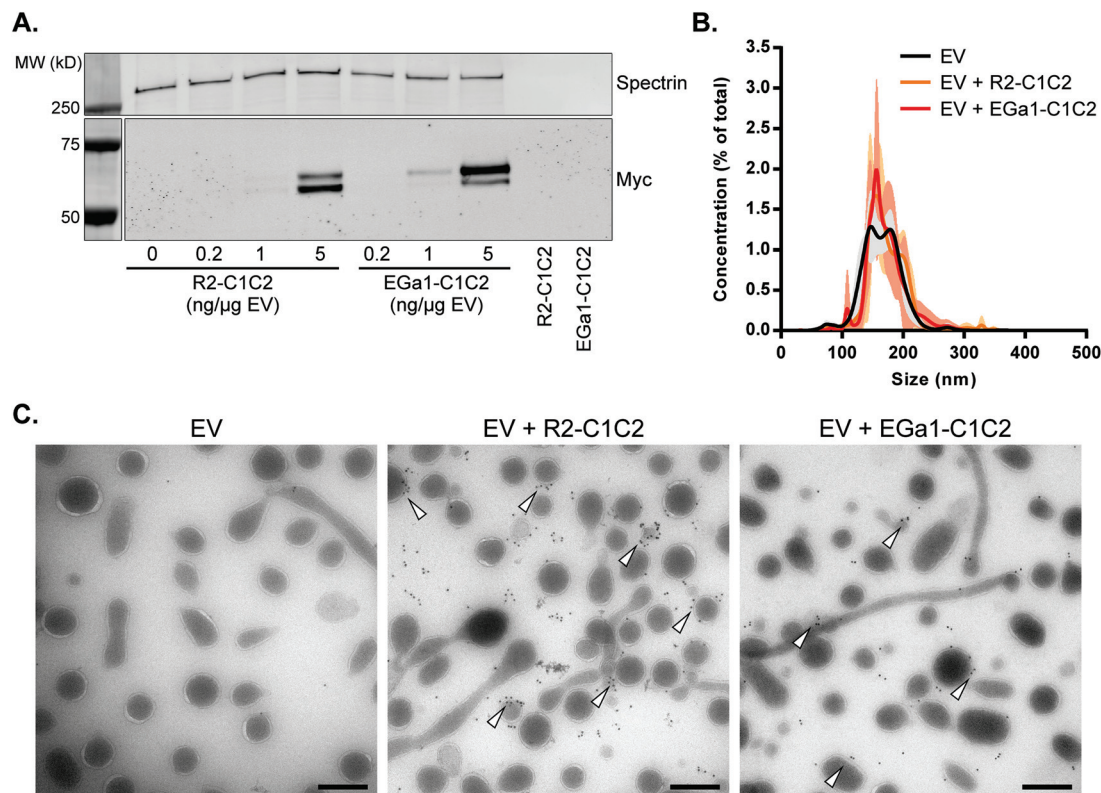 A.
MW (kD)
250
75
50
Spectrin
Myc
0 0.2 1 5 0.2 1 5
R2-C1C2
(ng/µg EV)
EGa1-C1C2
(ng/µg EV)
R2-C1C2
EGa1-C1C2
B.
EV
EV + R2-C1C2
EV + EGa1-C1C2
Concentration (% of total)
3.5
3.0
2.5
2.0
1.5
1.0
0.5
0.0
0 100 200 300 400 500
Size (nm)
C.
EV
EV + R2-C1C2
EV + EGa1-C1C2